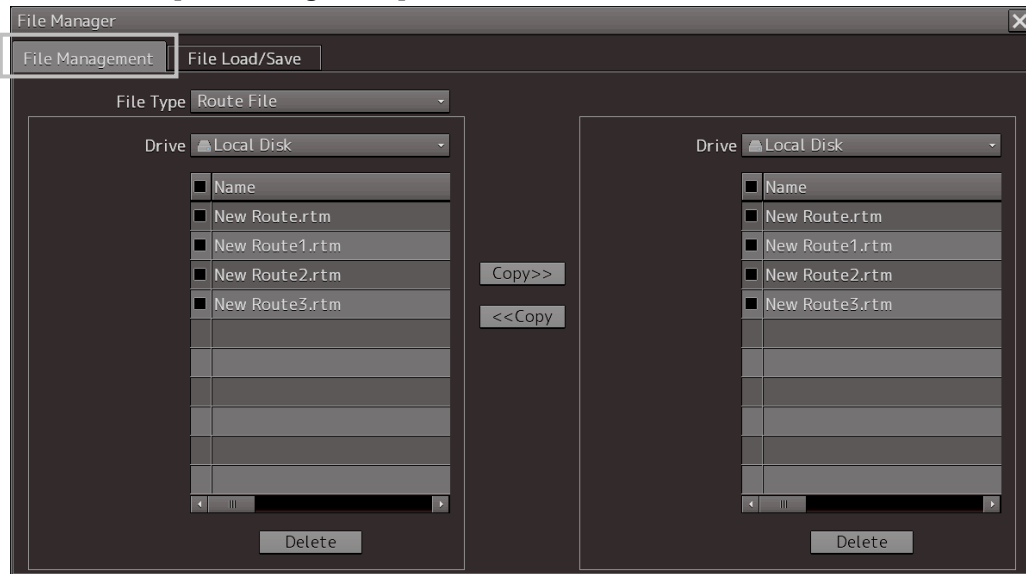 File Manager
File Management File Load/Save
File Type Route File
Drive Local Disk
Name
New Route.rtm
New Route1.rtm
New Route2.rtm
New Route3.rtm
Delete
Copy>>
<<Copy
Drive Local Disk
Name
New Route.rtm
New Route1.rtm
New Route2.rtm
New Route3.rtm
Delete